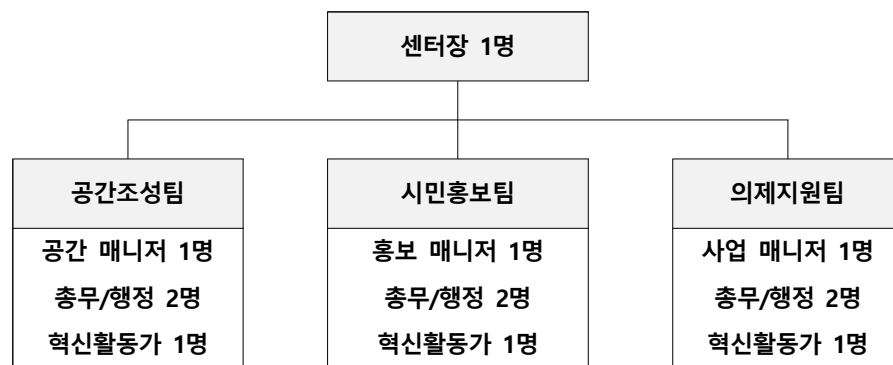 센터장 1명
공간조성팀
공간 매니저 1명
총무/행정 2명
혁신활동가 1명
시민홍보팀
홍보 매니저 1명
총무/행정 2명
혁신활동가 1명
의제지원팀
사업 매니저 1명
총무/행정 2명
혁신활동가 1명